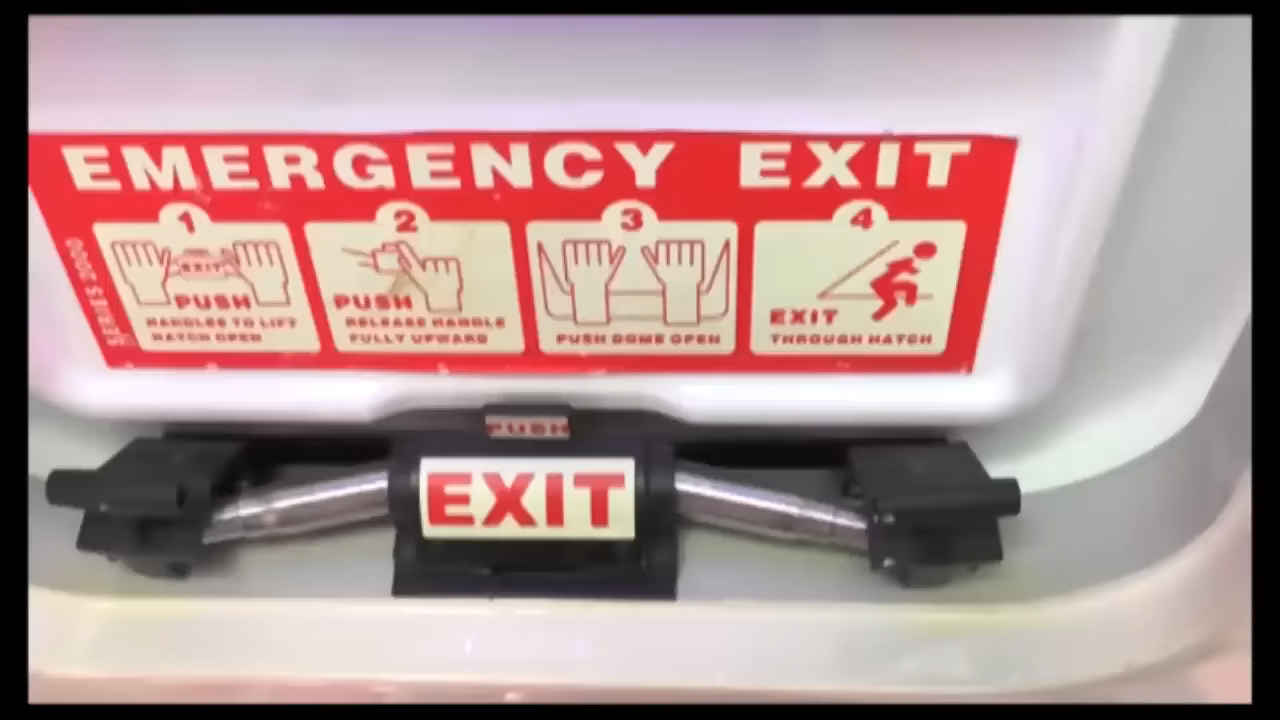 EMERGENCY EXIT
1
EXIT
PUSH
HANDLES TO LIFT
HATCH OPEN
2
PUSH
RELEASE HANDLE
FULLY UPWARD
3
PUSH DOME OPEN
4
EXIT
THROUGH HATCH
SERIES 9000
PUSH
EXIT